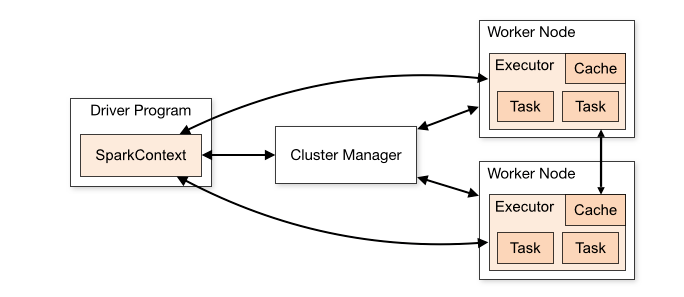 Driver Program
SparkContext
Cluster Manager
Worker Node
Executor
Cache
Task
Task
Worker Node
Executor
Cache
Task
Task